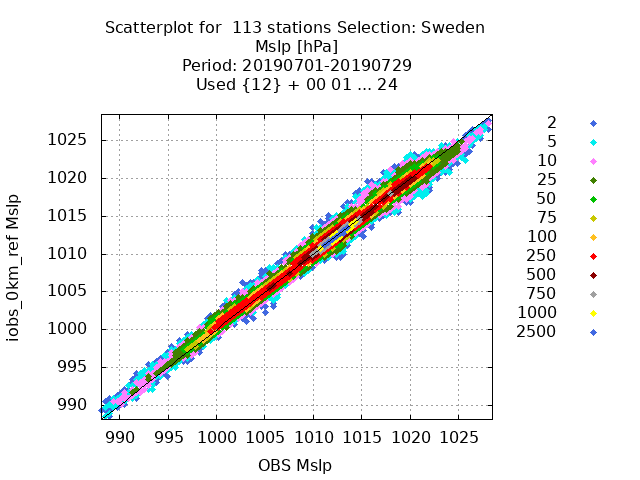 Scatterplot for  113 stations Selection: Sweden
Mslp [hPa]
Period: 20190701-20190729
Used {12} + 00 01 ... 24
iobs_0km_ref Mslp
1025
1020
1015
1010
1005
1000
995
990
990 995 1000 1005 1010 1015 1020 1025
OBS Mslp
2
5
10
25
50
75
100
250
500
750
1000
2500